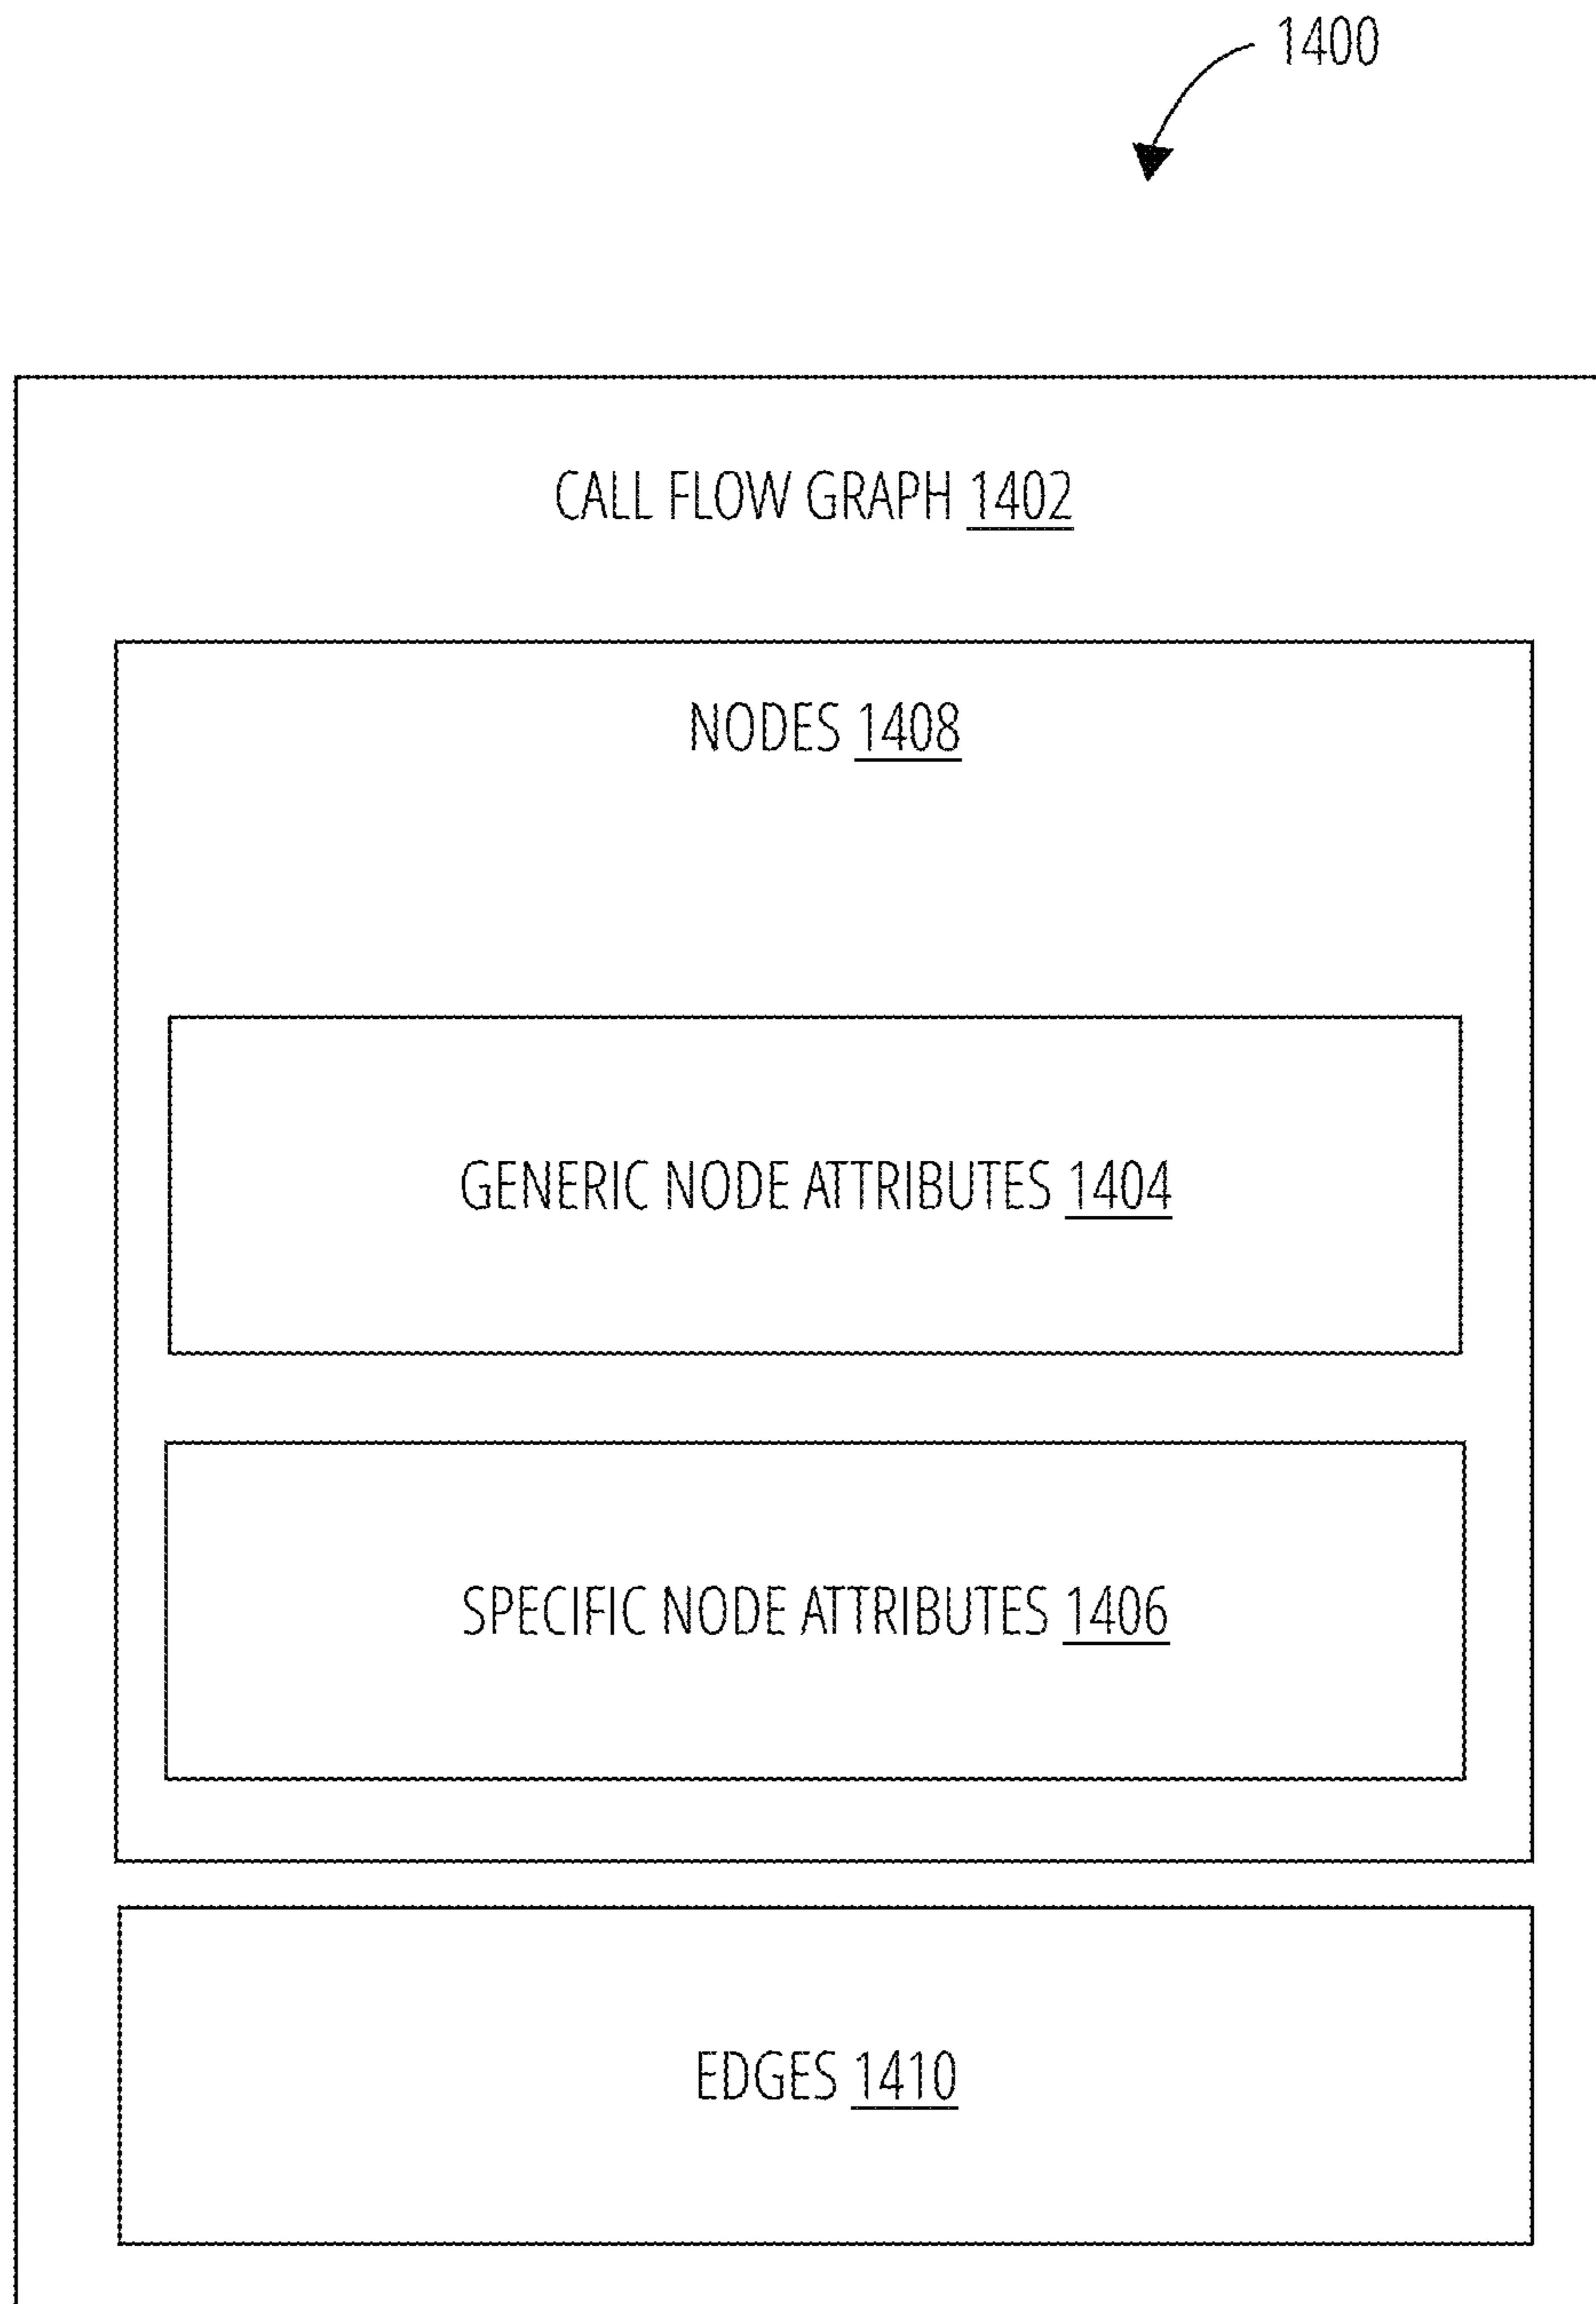 1400
CALL FLOW GRAPH 1402
NODES 1408
GENERIC NODE ATTRIBUTES 1404
SPECIFIC NODE ATTRIBUTES 1406
EDGES 1410